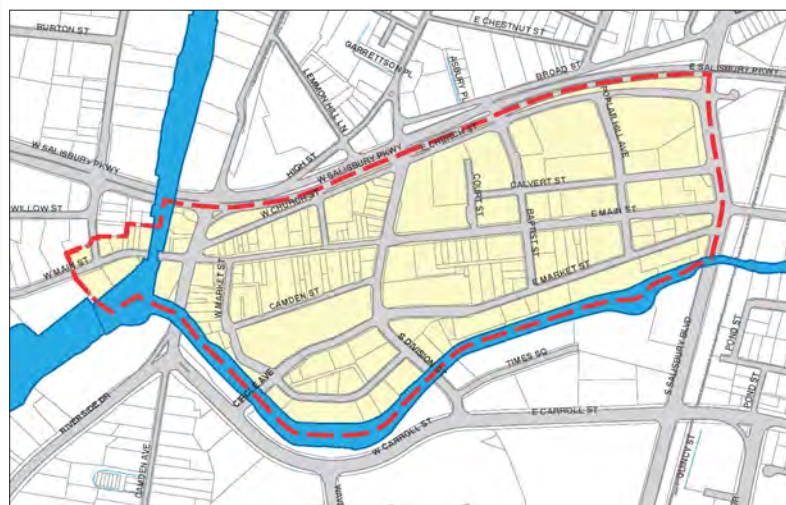 BURTON ST
E CHESTNUT ST
GARRETTSON PL
ASBURY PL
BROAD ST
E SALISBURY PKWY
LEMMON HILL LN
HIGH ST
POPLAR HILL AVE
E CHURCH ST
W SALISBURY PKWY
W SALISBURY PKWY
COURT ST
CALVERT ST
WILLOW ST
W CHURCH ST
BAPTIST ST
E MAIN ST
W MAIN ST
W MARKET ST
E MARKET ST
CAMDEN ST
S DIVISION
TIMES SQ
S SALISBURY BLVD
POND ST
POND ST
CIRCLE AVE
RIVERSIDE DR
E CARROLL ST
W CARROLL ST
QUINCY ST
CAMDEN AVE